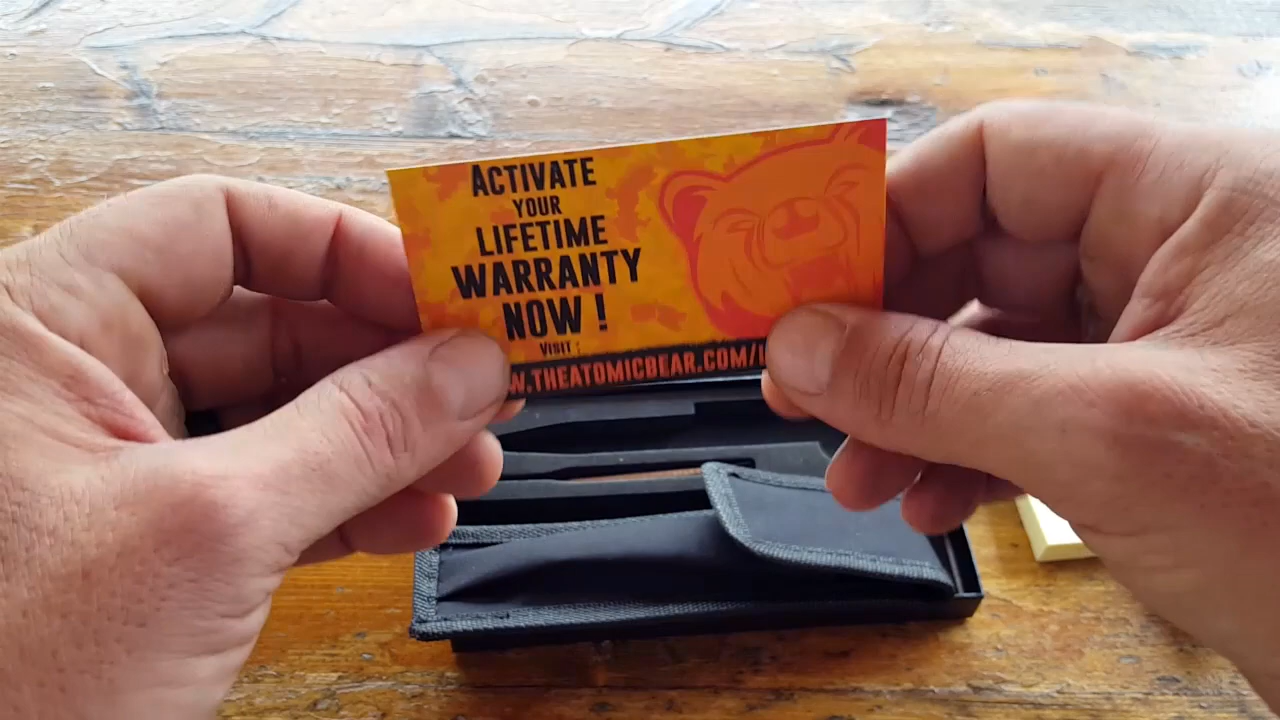 ACTIVATE
YOUR
LIFETIME
WARRANTY
NOW !
VISIT :
W.THEATOMICBEAR.COM/